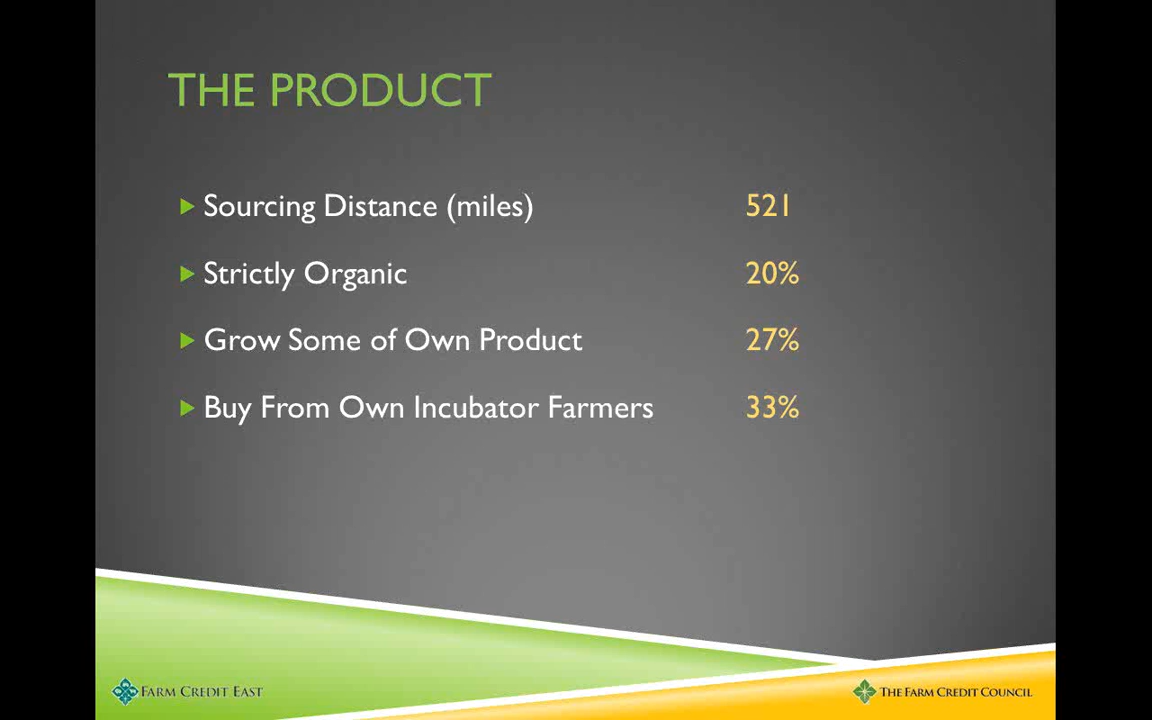 THE PRODUCT
Sourcing Distance (miles) 521
Strictly Organic 20%
Grow Some of Own Product 27%
Buy From Own Incubator Farmers 33%
FARM CREDIT EAST
THE FARM CREDIT COUNCIL